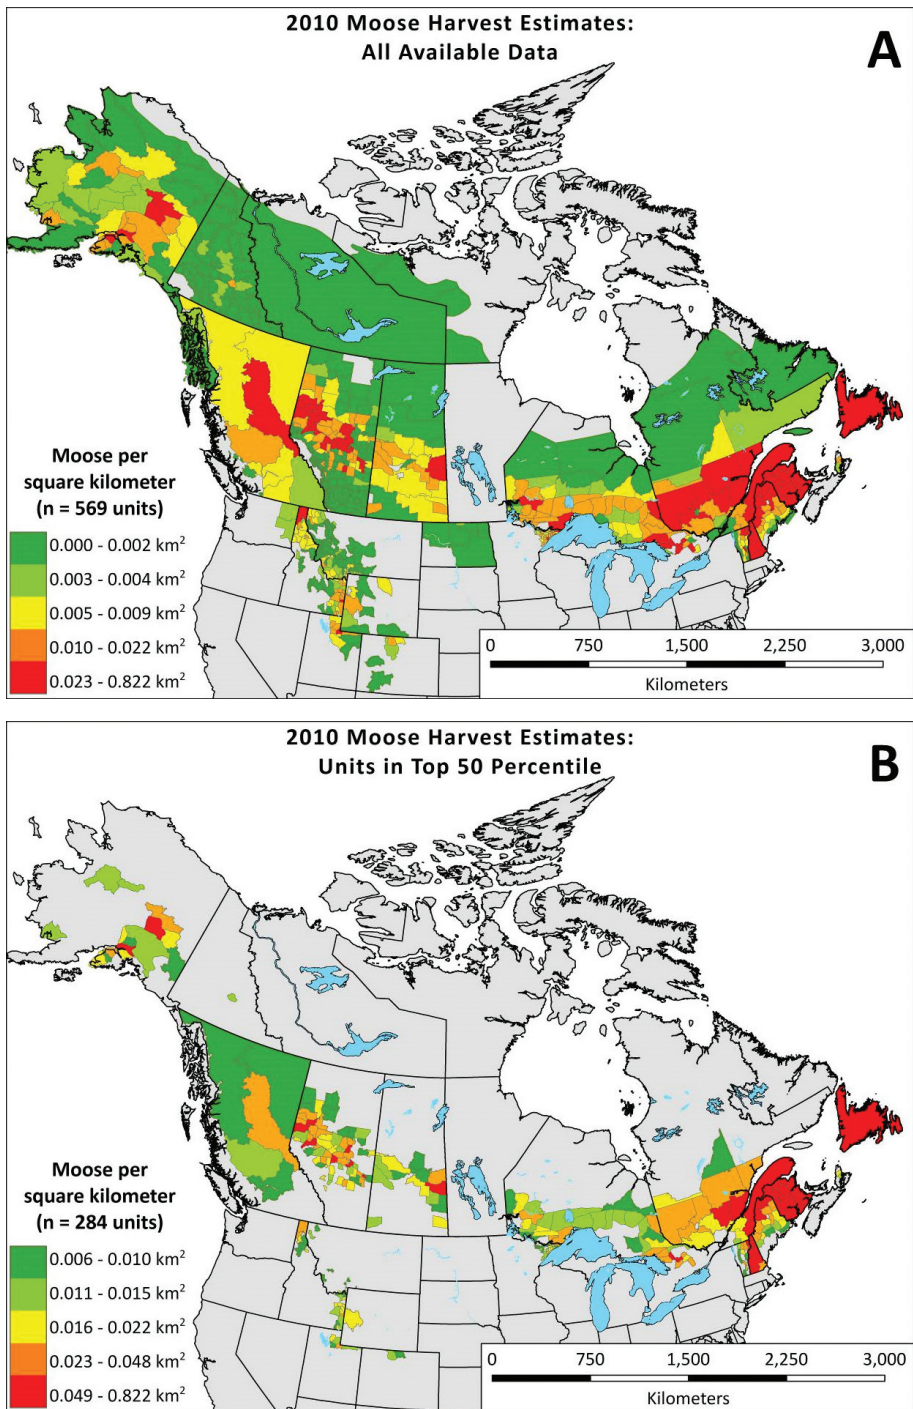 2010 Moose Harvest Estimates:
All Available Data
A
Moose per
square kilometer
(n = 569 units)
0.000 - 0.002 km²
0.003 - 0.004 km²
0.005 - 0.009 km²
0.010 - 0.022 km²
0.023 - 0.822 km²
0 750 1,500 2,250 3,000
Kilometers
2010 Moose Harvest Estimates:
Units in Top 50 Percentile
B
Moose per
square kilometer
(n = 284 units)
0.006 - 0.010 km²
0.011 - 0.015 km²
0.016 - 0.022 km²
0.023 - 0.048 km²
0.049 - 0.822 km²
0 750 1,500 2,250 3,000
Kilometers